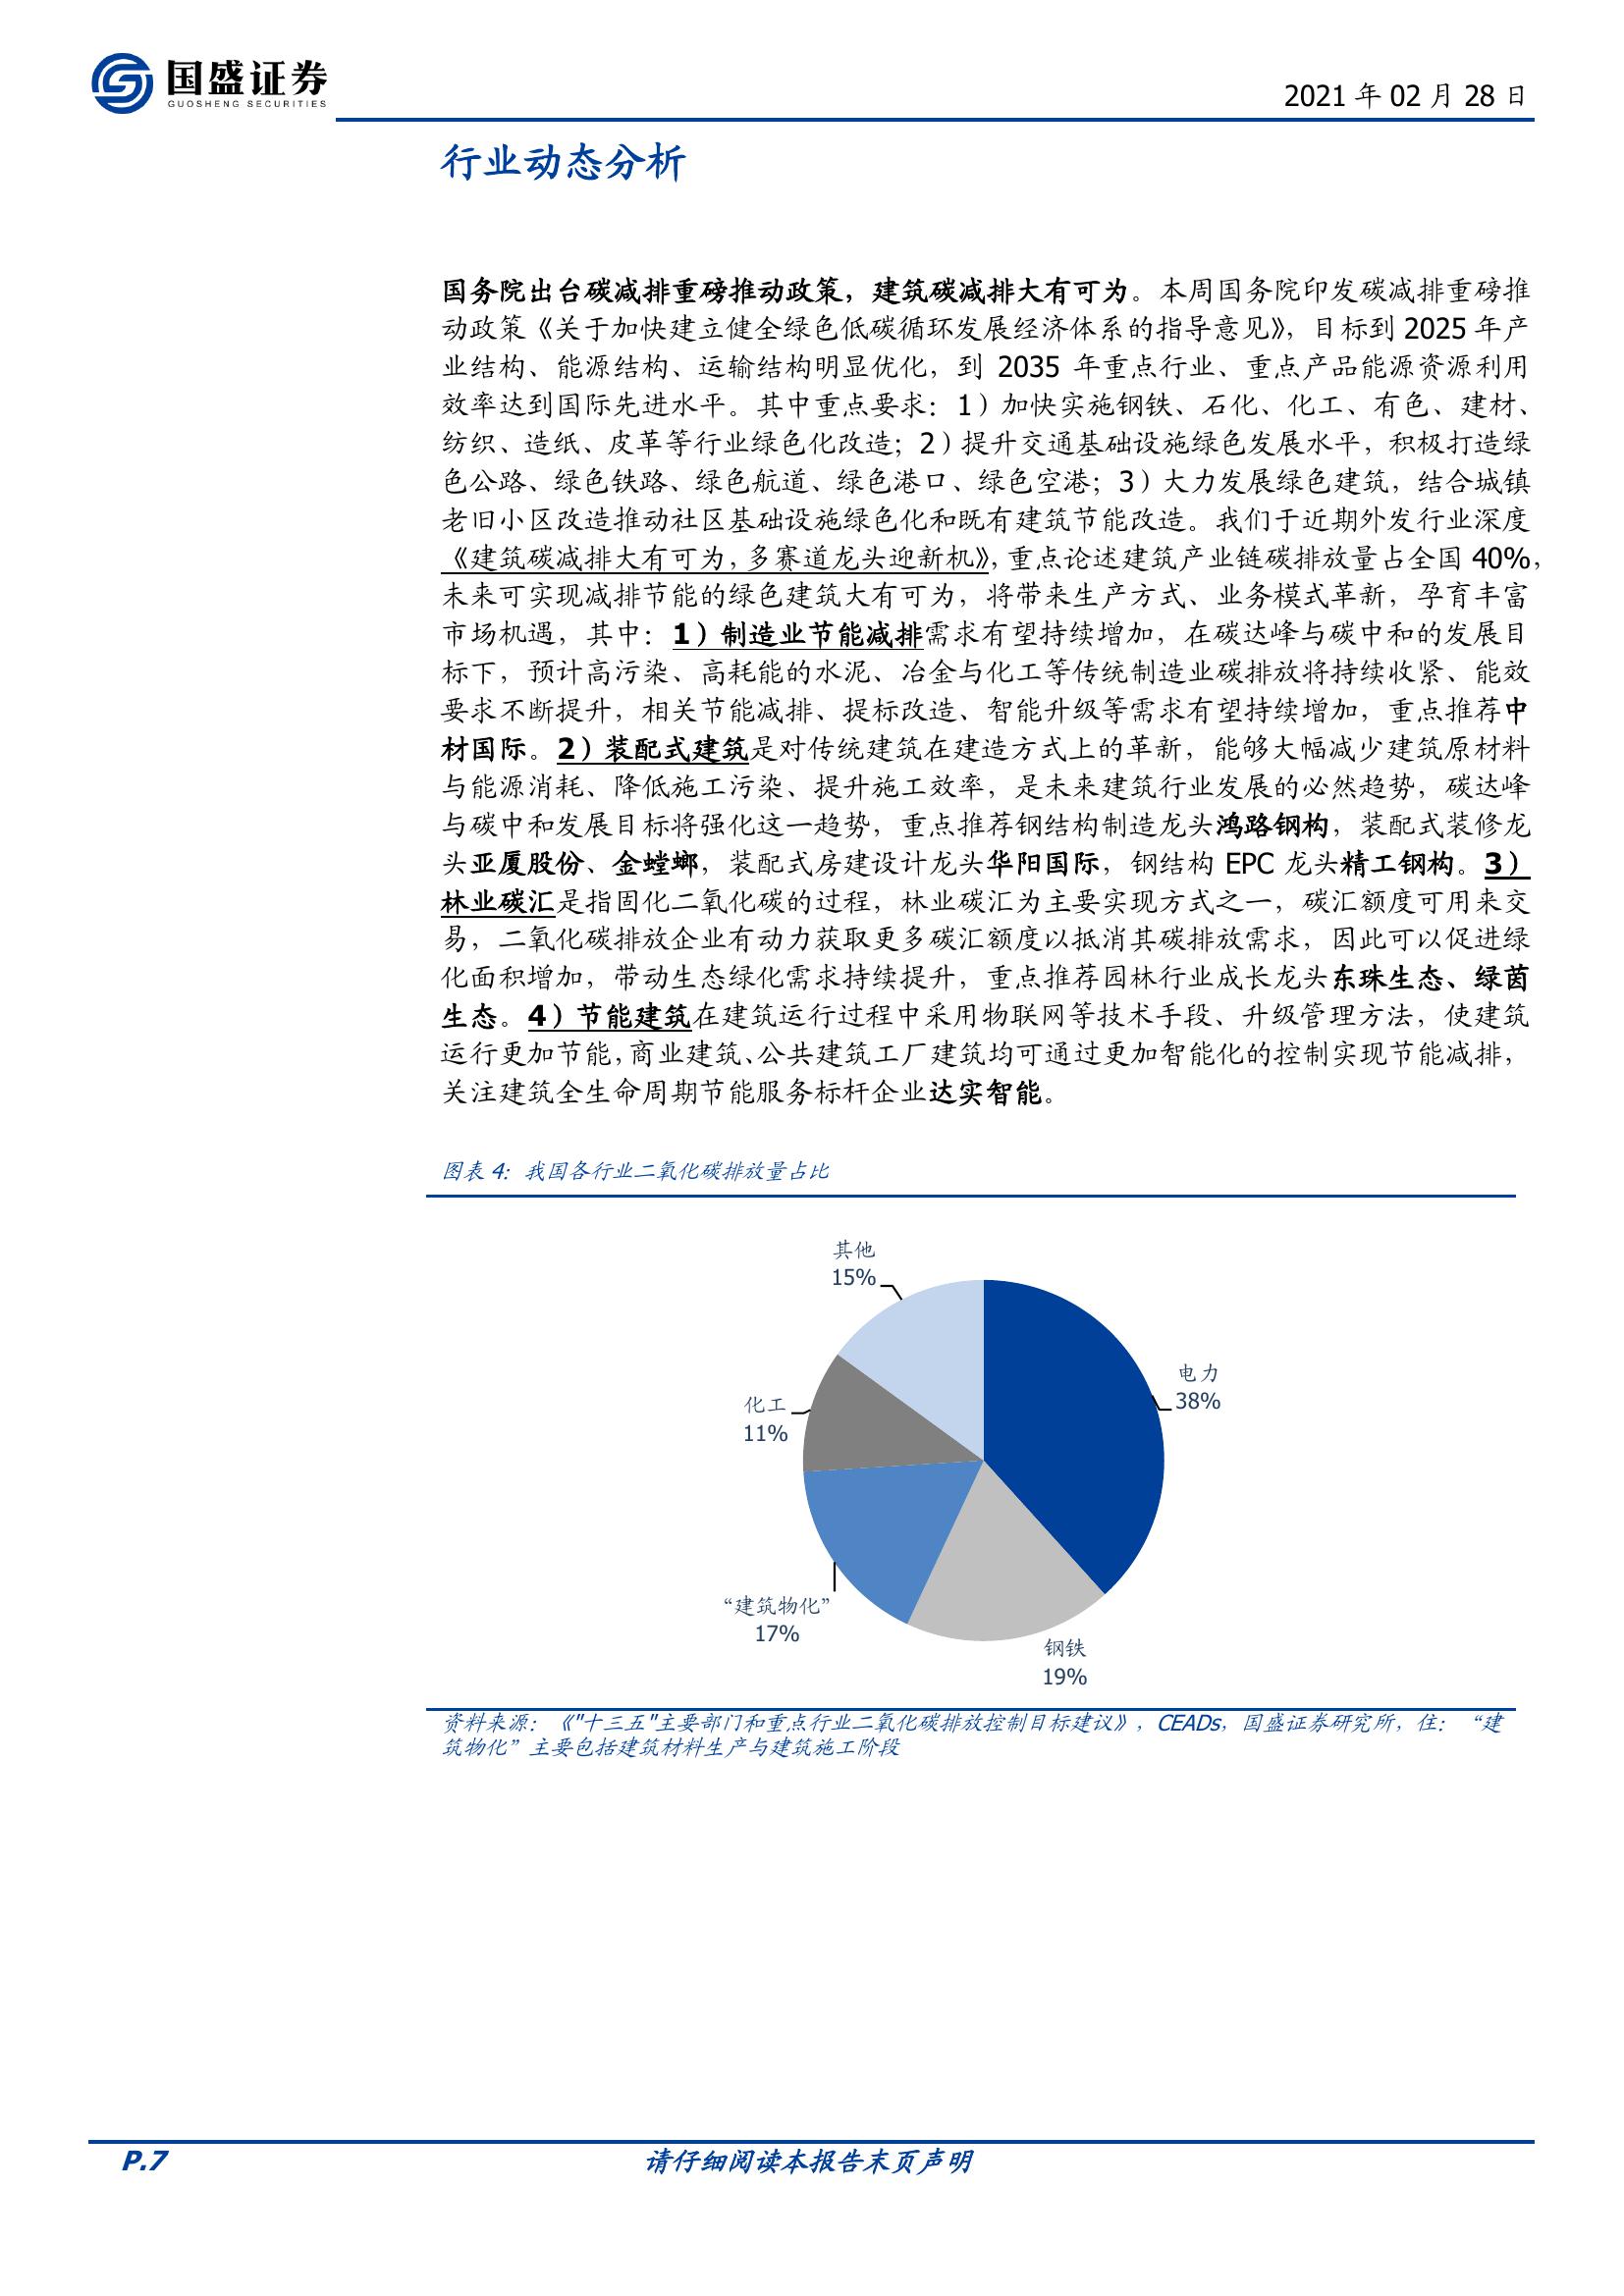 国盛证券
GUOSHENG SECURITIES
2021 年 02 月 28 日
行业动态分析
国务院出台碳减排重磅推动政策，建筑碳减排大有可为。本周国务院印发碳减排重磅推
动政策《关于加快建立健全绿色低碳循环发展经济体系的指导意见》，目标到 2025 年产
业结构、能源结构、运输结构明显优化，到 2035 年重点行业、重点产品能源资源利用
效率达到国际先进水平。其中重点要求：1）加快实施钢铁、石化、化工、有色、建材、
纺织、造纸、皮革等行业绿色化改造；2）提升交通基础设施绿色发展水平，积极打造绿
色公路、绿色铁路、绿色航道、绿色港口、绿色空港；3）大力发展绿色建筑，结合城镇
老旧小区改造推动社区基础设施绿色化和既有建筑节能改造。我们于近期外发行业深度
《建筑碳减排大有可为，多赛道龙头迎新机》，重点论述建筑产业链碳排放量占全国 40%，
未来可实现减排节能的绿色建筑大有可为，将带来生产方式、业务模式革新，孕育丰富
市场机遇，其中：1）制造业节能减排需求有望持续增加，在碳达峰与碳中和的发展目
标下，预计高污染、高耗能的水泥、冶金与化工等传统制造业碳排放将持续收紧、能效
要求不断提升，相关节能减排、提标改造、智能升级等需求有望持续增加，重点推荐中
材国际。2）装配式建筑是对传统建筑在建造方式上的革新，能够大幅减少建筑原材料
与能源消耗、降低施工污染、提升施工效率，是未来建筑行业发展的必然趋势，碳达峰
与碳中和发展目标将强化这一趋势，重点推荐钢结构制造龙头鸿路钢构，装配式装修龙
头亚厦股份、金螳螂，装配式房建设计龙头华阳国际，钢结构 EPC 龙头精工钢构。3）
林业碳汇是指固化二氧化碳的过程，林业碳汇为主要实现方式之一，碳汇额度可用来交
易，二氧化碳排放企业有动力获取更多碳汇额度以抵消其碳排放需求，因此可以促进绿
化面积增加，带动生态绿化需求持续提升，重点推荐园林行业成长龙头东珠生态、绿茵
生态。4）节能建筑在建筑运行过程中采用物联网等技术手段、升级管理方法，使建筑
运行更加节能，商业建筑、公共建筑工厂建筑均可通过更加智能化的控制实现节能减排，
关注建筑全生命周期节能服务标杆企业达实智能。
图表 4：我国各行业二氧化碳排放量占比
其他
15%
电力
38%
化工
11%
“建筑物化”
17%
钢铁
19%
资料来源：《"十三五"主要部门和重点行业二氧化碳排放控制目标建议》，CEADs，国盛证券研究所，住：“建
筑物化”主要包括建筑材料生产与建筑施工阶段
P.7
请仔细阅读本报告末页声明